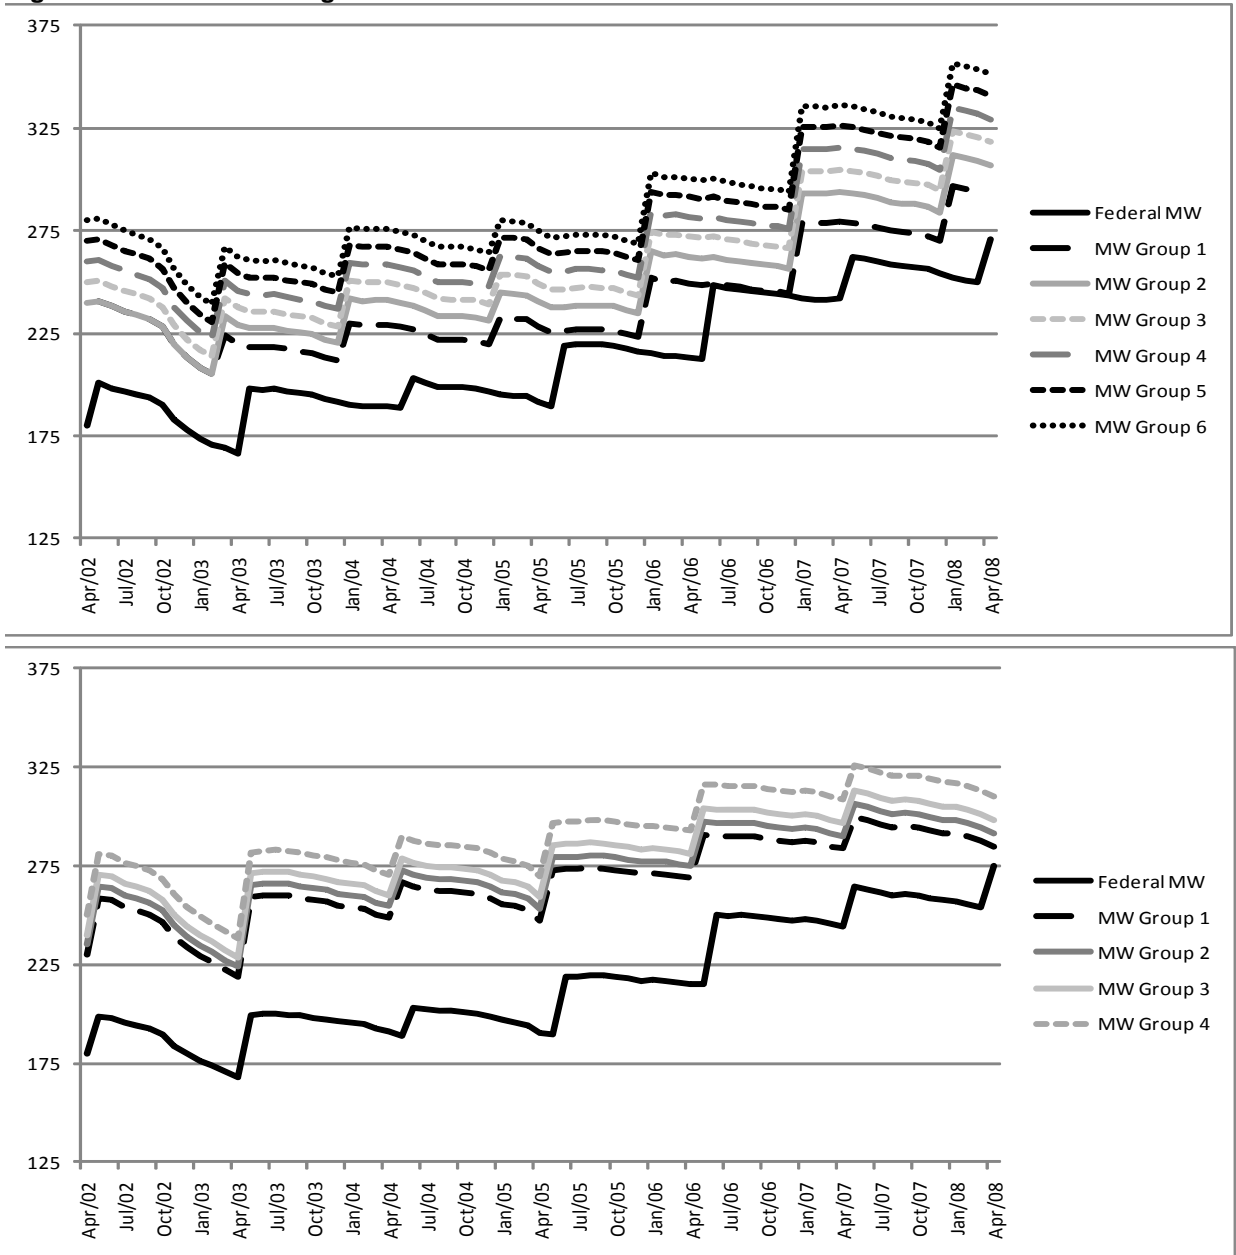 375
325
275
225
175
125
Apr/02
Jul/02
Oct/02
Jan/03
Apr/03
Jul/03
Oct/03
Jan/04
Apr/04
Jul/04
Oct/04
Jan/05
Apr/05
Jul/05
Oct/05
Jan/06
Apr/06
Jul/06
Oct/06
Jan/07
Apr/07
Jul/07
Oct/07
Jan/08
Apr/08
Federal MW
MW Group 1
MW Group 2
MW Group 3
MW Group 4
MW Group 5
MW Group 6
375
325
275
225
175
125
Apr/02
Jul/02
Oct/02
Jan/03
Apr/03
Jul/03
Oct/03
Jan/04
Apr/04
Jul/04
Oct/04
Jan/05
Apr/05
Jul/05
Oct/05
Jan/06
Apr/06
Jul/06
Oct/06
Jan/07
Apr/07
Jul/07
Oct/07
Jan/08
Apr/08
Federal MW
MW Group 1
MW Group 2
MW Group 3
MW Group 4